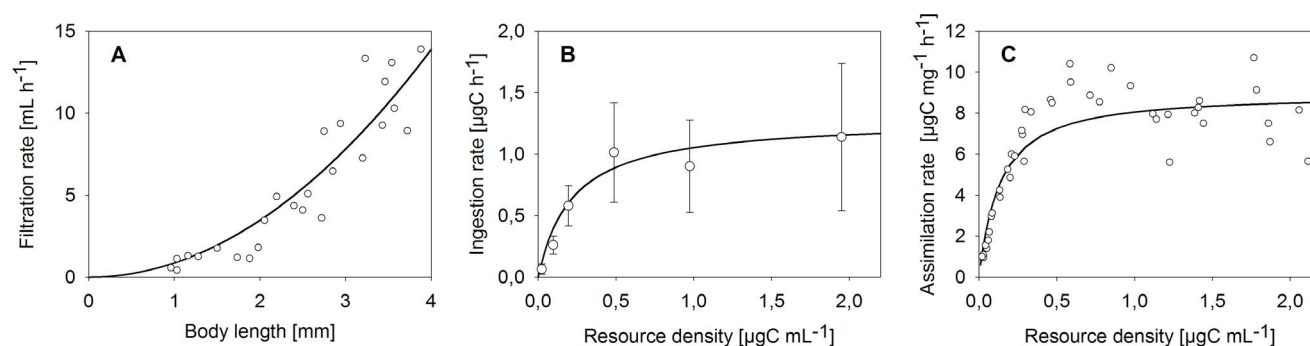 A
Filtration rate [mL h⁻¹]
15
10
5
0
0 1 2 3 4
Body length [mm]
B
Ingestion rate [µgC h⁻¹]
2,0
1,5
1,0
0,5
0,0
0,0 0,5 1,0 1,5 2,0
Resource density [µgC mL⁻¹]
C
Assimilation rate [µgC mg⁻¹ h⁻¹]
12
10
8
6
4
2
0
0,0 0,5 1,0 1,5 2,0
Resource density [µgC mL⁻¹]